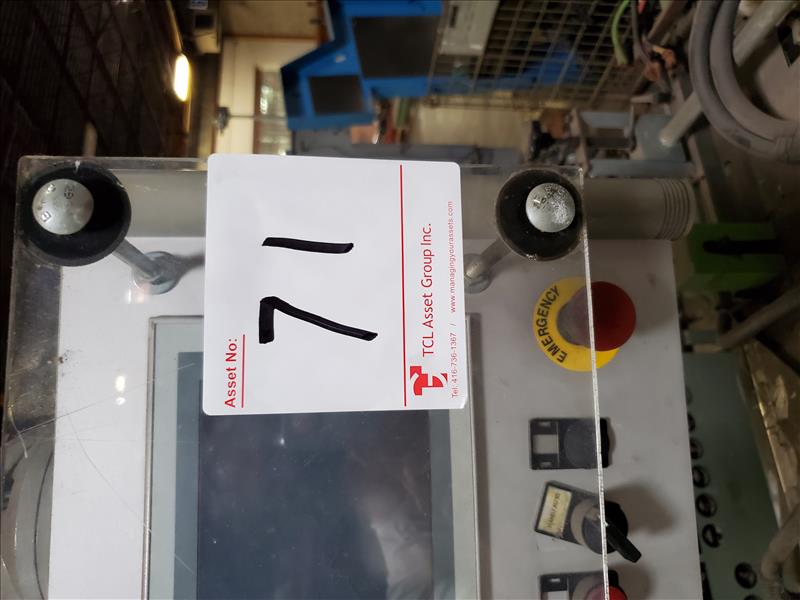 Asset No:
71
TCL Asset Group Inc.
Tel: 416-736-1367 / www.managingyourassets.com
EMERGENCY